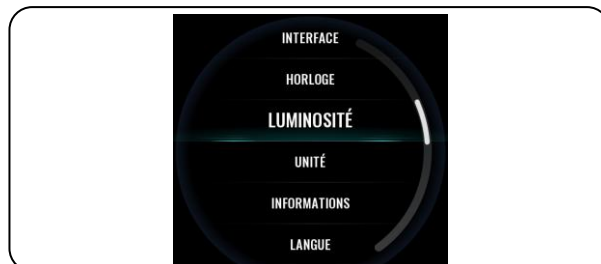 INTERFACE
HORLOGE
LUMINOSITÉ
UNITÉ
INFORMATIONS
LANGUE